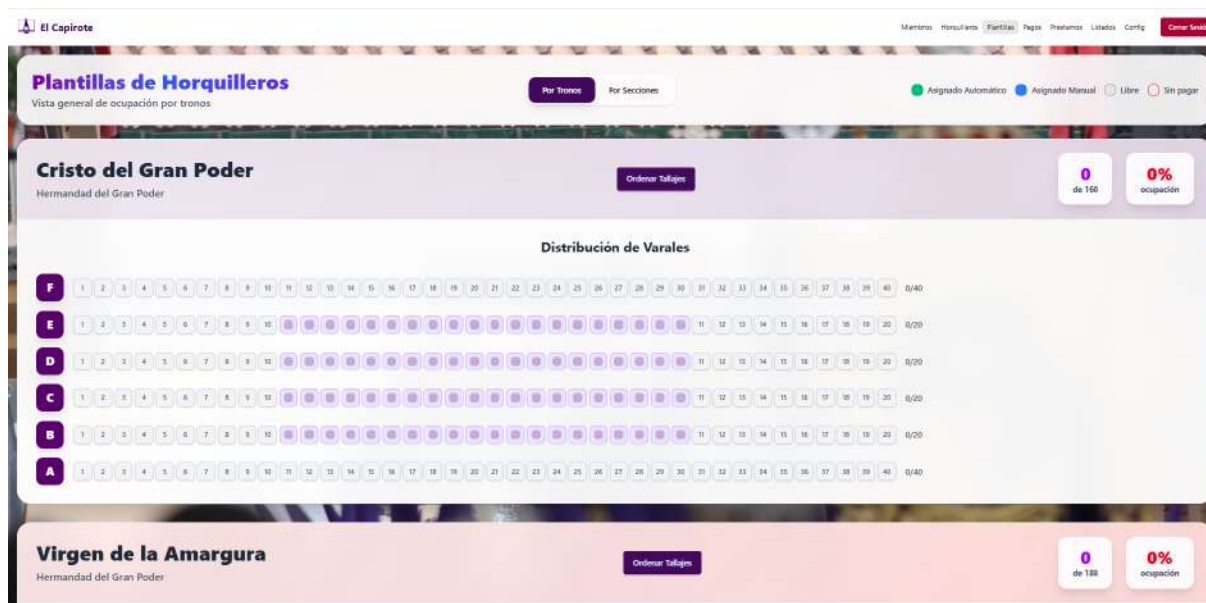 El Capirote
Miembros Horquilleros Plantillas Pagos Prestamos Listados Config Cerrar Sesió
Plantillas de Horquilleros
Vista general de ocupación por tronos
Por Tronos Por Secciones
Asignado Automático Asignado Manual Libre Sin pagar
Cristo del Gran Poder
Hermandad del Gran Poder
Ordenar Tallajes
0
de 160
0%
ocupación
Distribución de Varales
F 1 2 3 4 5 6 7 8 9 10 11 12 13 14 15 16 17 18 19 20 21 22 23 24 25 26 27 28 29 30 31 32 33 34 35 36 37 38 39 40 0/40
E 1 2 3 4 5 6 7 8 9 10 11 12 13 14 15 16 17 18 19 20 0/20
D 1 2 3 4 5 6 7 8 9 10 11 12 13 14 15 16 17 18 19 20 0/20
C 1 2 3 4 5 6 7 8 9 10 11 12 13 14 15 16 17 18 19 20 0/20
B 1 2 3 4 5 6 7 8 9 10 11 12 13 14 15 16 17 18 19 20 0/20
A 1 2 3 4 5 6 7 8 9 10 11 12 13 14 15 16 17 18 19 20 21 22 23 24 25 26 27 28 29 30 31 32 33 34 35 36 37 38 39 40 0/40
Virgen de la Amargura
Hermandad del Gran Poder
Ordenar Tallajes
0
de 188
0%
ocupación